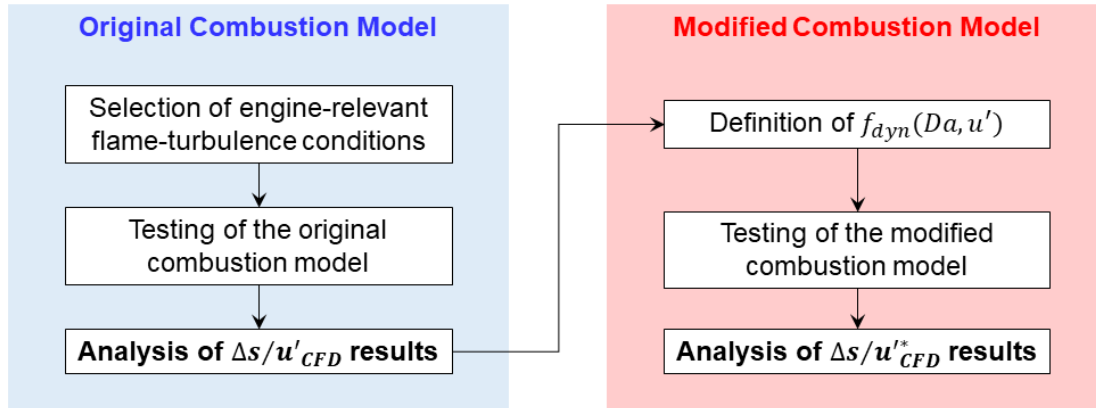 Original Combustion Model
Selection of engine-relevant
flame-turbulence conditions
Testing of the original
combustion model
Analysis of Δs/u′CFD results
Modified Combustion Model
Definition of fdyn(Da, u′)
Testing of the modified
combustion model
Analysis of Δs/u′*CFD results